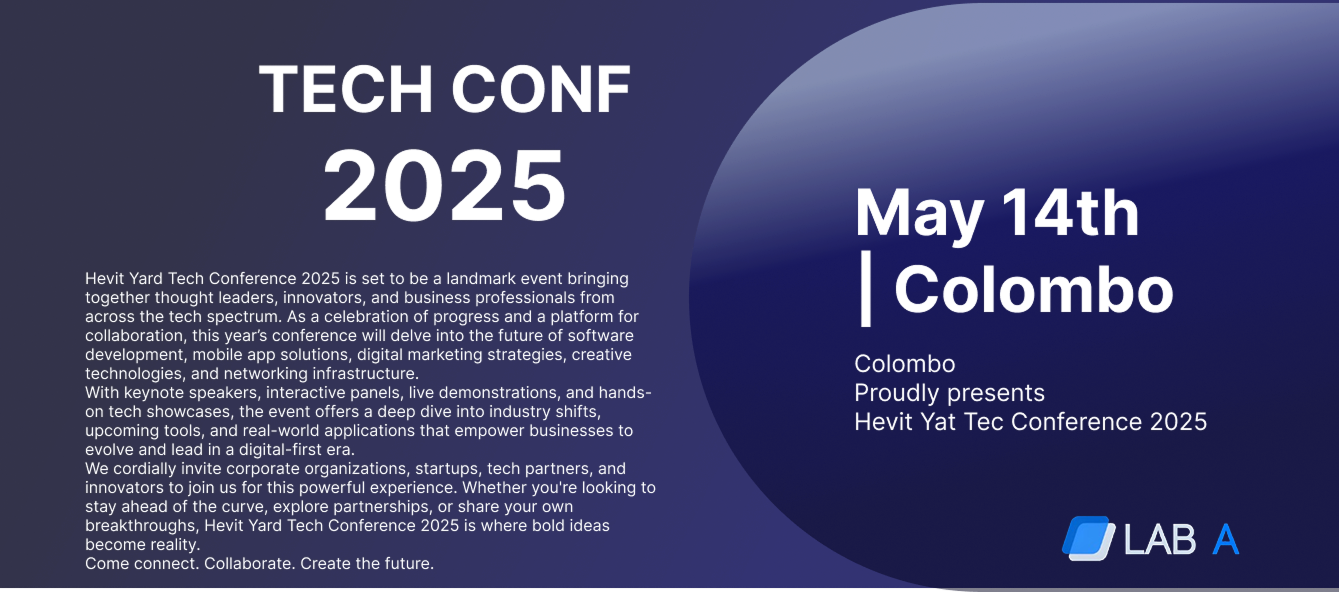 TECH CONF
2025
Hevit Yard Tech Conference 2025 is set to be a landmark event bringing
together thought leaders, innovators, and business professionals from
across the tech spectrum. As a celebration of progress and a platform for
collaboration, this year’s conference will delve into the future of software
development, mobile app solutions, digital marketing strategies, creative
technologies, and networking infrastructure.
With keynote speakers, interactive panels, live demonstrations, and hands-
on tech showcases, the event offers a deep dive into industry shifts,
upcoming tools, and real-world applications that empower businesses to
evolve and lead in a digital-first era.
We cordially invite corporate organizations, startups, tech partners, and
innovators to join us for this powerful experience. Whether you're looking to
stay ahead of the curve, explore partnerships, or share your own
breakthroughs, Hevit Yard Tech Conference 2025 is where bold ideas
become reality.
Come connect. Collaborate. Create the future.
May 14th
| Colombo
Colombo
Proudly presents
Hevit Yat Tec Conference 2025
LAB A